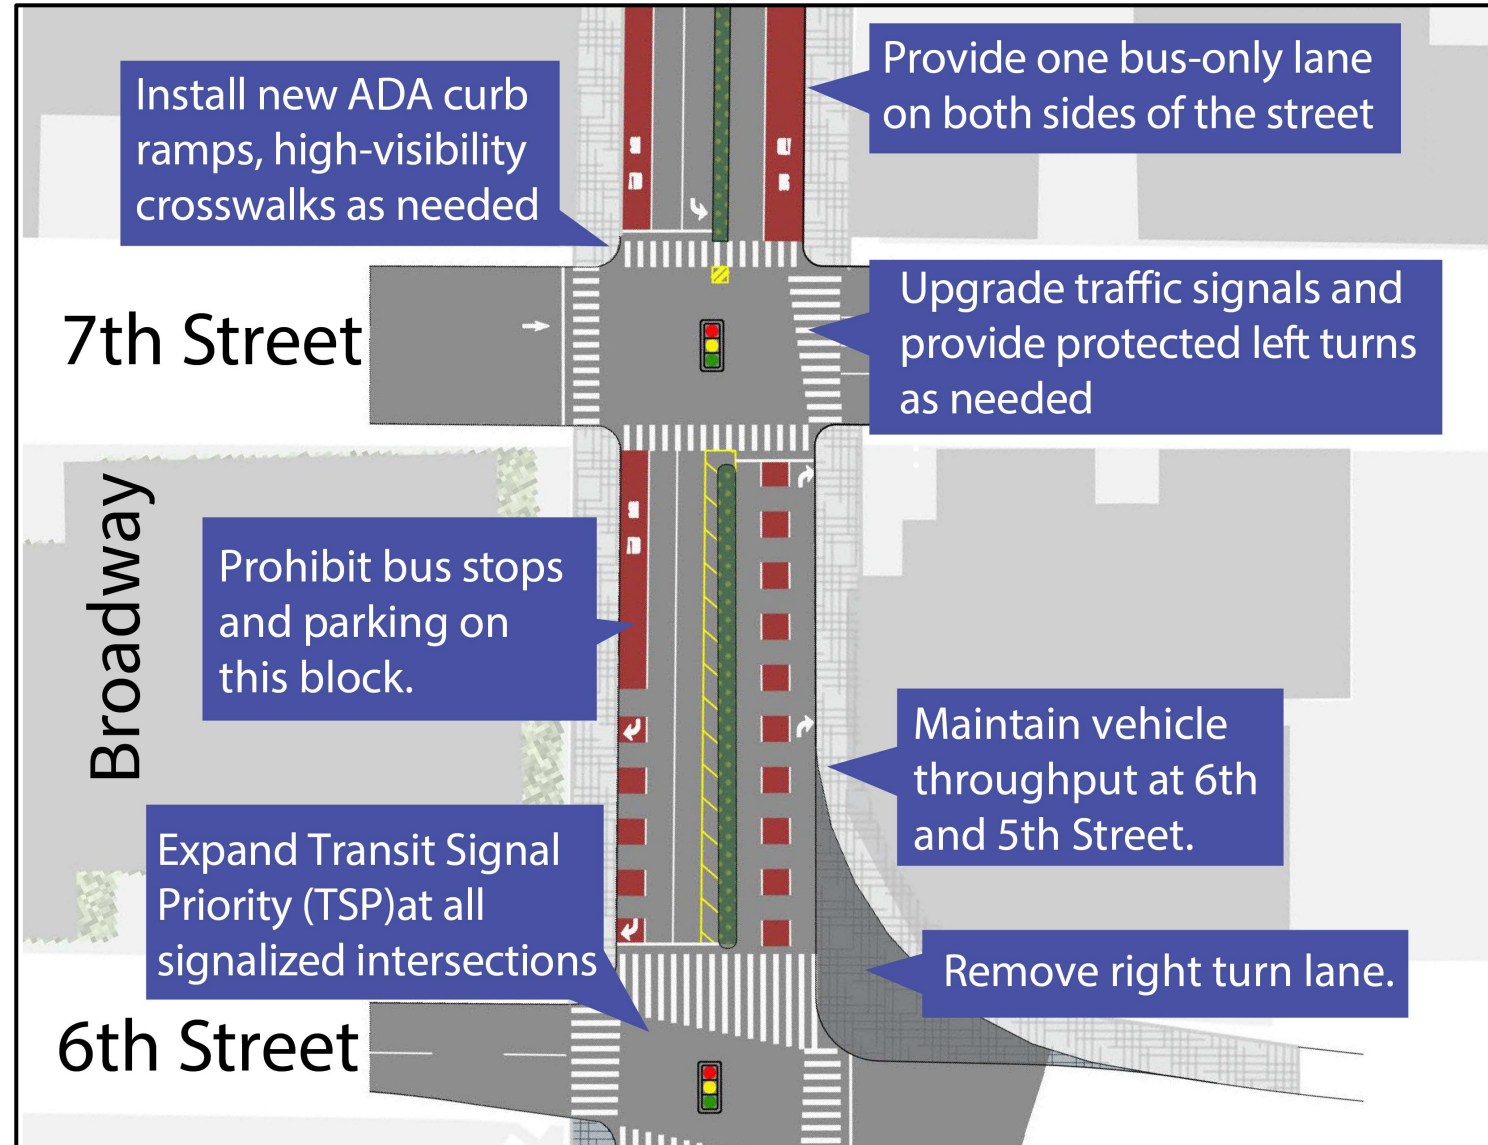 Install new ADA curb
ramps, high-visibility
crosswalks as needed
Provide one bus-only lane
on both sides of the street
7th Street
Upgrade traffic signals and
provide protected left turns
as needed
Broadway
Prohibit bus stops
and parking on
this block.
Maintain vehicle
throughput at 6th
and 5th Street.
Expand Transit Signal
Priority (TSP)at all
signalized intersections
Remove right turn lane.
6th Street